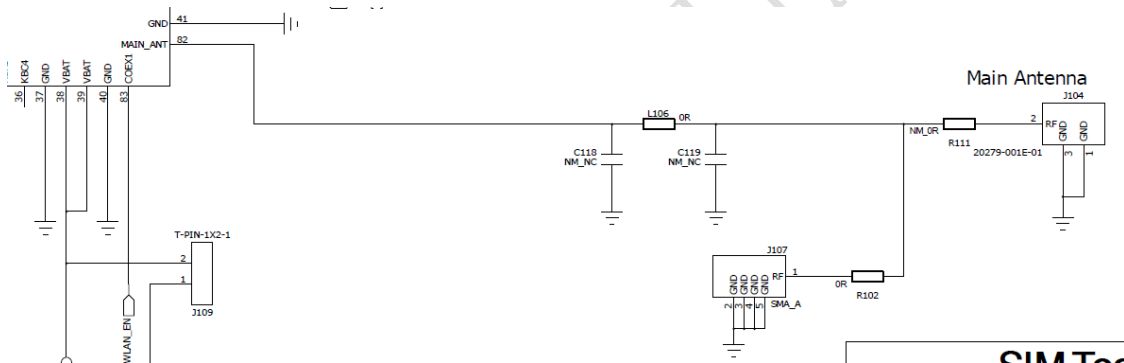 GND 41
MAIN_ANT 82
KBC4
GND
VBAT
VBAT
GND
COEX1
36
37
38
39
40
83
Main Antenna
J104
L106 0R
2 RF
GND
GND
NM_0R
R111
20279-001E-01
3
1
C118
NM_NC
C119
NM_NC
T-PIN-1X2-1
2
1
J109
J107
RF 1
GND
GND
GND
GND
2
3
4
5
SMA_A
0R
R102
WLAN_EN